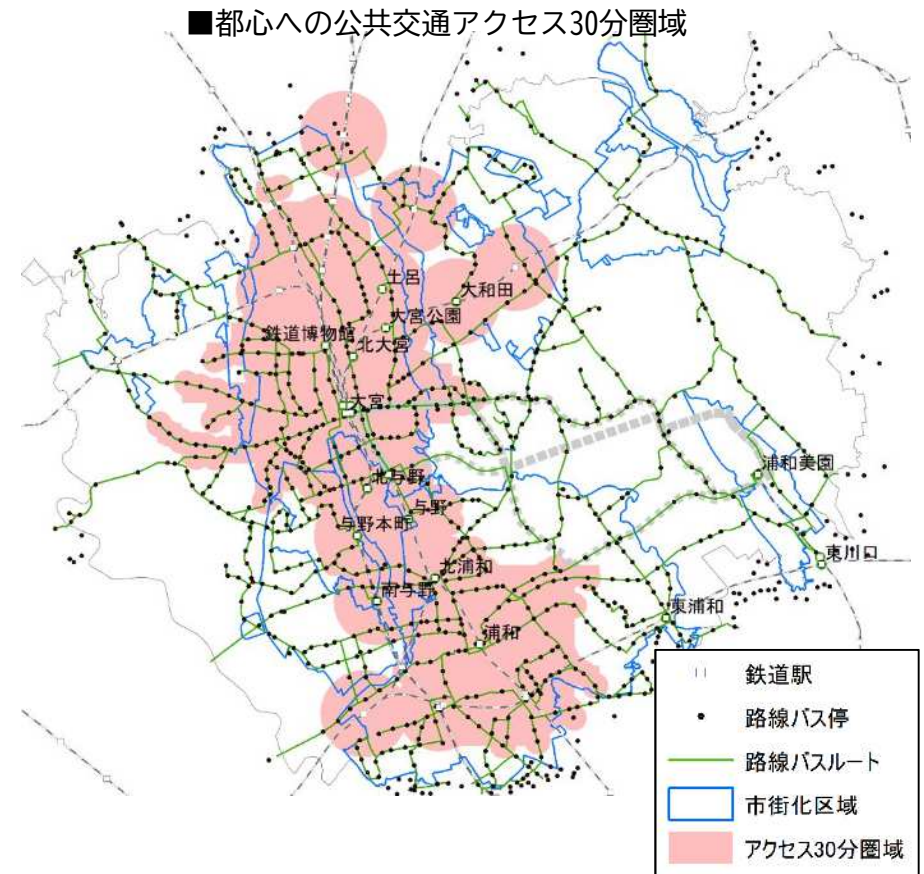 ■都心への公共交通アクセス30分圏域
土呂
大和田
大宮公園
鉄道博物館
北大宮
大宮
浦和美園
北与野
与野
与野本町
東川口
北浦和
南与野
東浦和
浦和
鉄道駅
路線バス停
路線バスルート
市街化区域
アクセス30分圏域